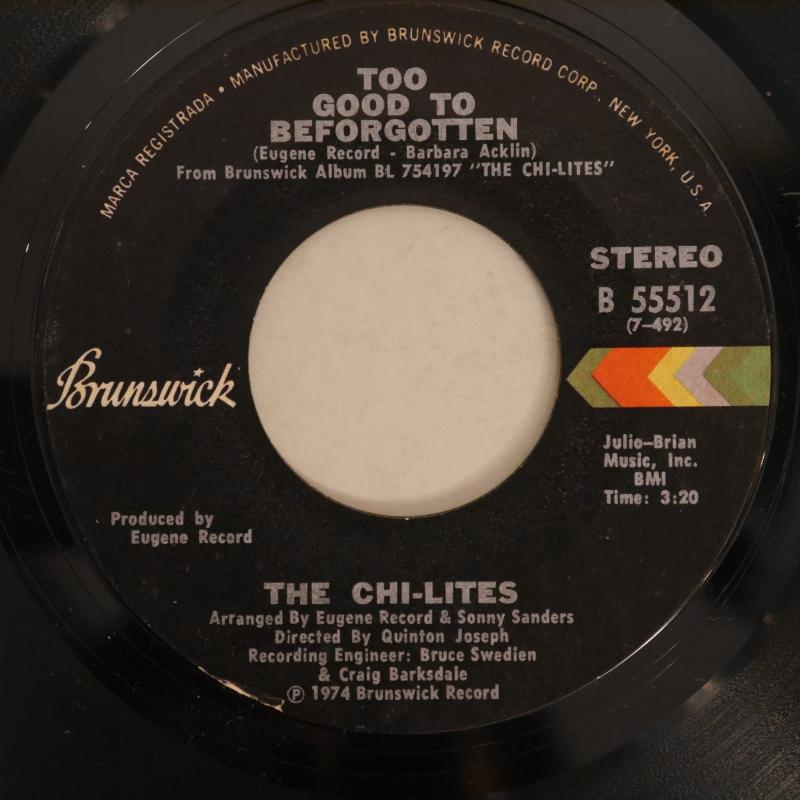 MARCA REGISTRADA • MANUFACTURED BY BRUNSWICK RECORD CORP. NEW YORK, U.S.A.
TOO
GOOD TO
BEFORGOTTEN
(Eugene Record - Barbara Acklin)
From Brunswick Album BL 754197 "THE CHI-LITES"
STEREO
B 55512
(7-492)
Brunswick
Julio-Brian
Music, Inc.
BMI
Time: 3:20
Produced by
Eugene Record
THE CHI-LITES
Arranged By Eugene Record & Sonny Sanders
Directed By Quinton Joseph
Recording Engineer: Bruce Swedien
& Craig Barksdale
℗ 1974 Brunswick Record